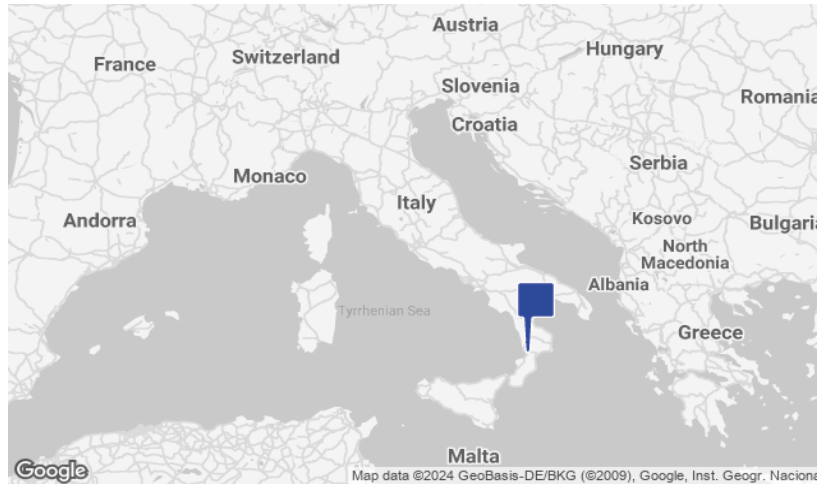 Austria
Hungary
Switzerland
France
Slovenia
Romania
Croatia
Serbia
Monaco
Italy
Andorra
Kosovo
Bulgaria
North
Macedonia
Albania
Tyrrhenian Sea
Greece
Malta
Google
Map data ©2024 GeoBasis-DE/BKG (©2009), Google, Inst. Geogr. Naciona